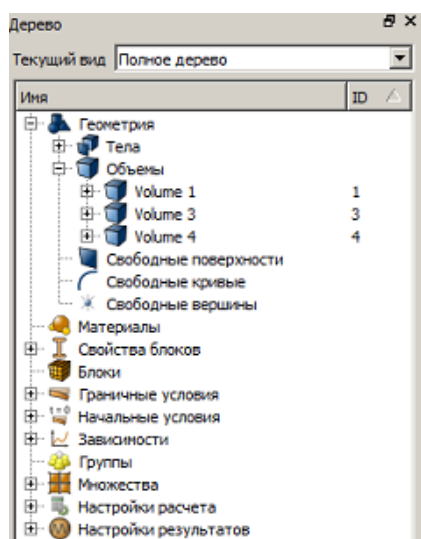 Дерево
Текущий вид Полное дерево
Имя ID
Геометрия
Тела
Объемы
Volume 1 1
Volume 3 3
Volume 4 4
Свободные поверхности
Свободные кривые
Свободные вершины
Материалы
Свойства блоков
Блоки
Граничные условия
t=0 Начальные условия
Зависимости
Группы
Множества
Настройки расчета
Настройки результатов